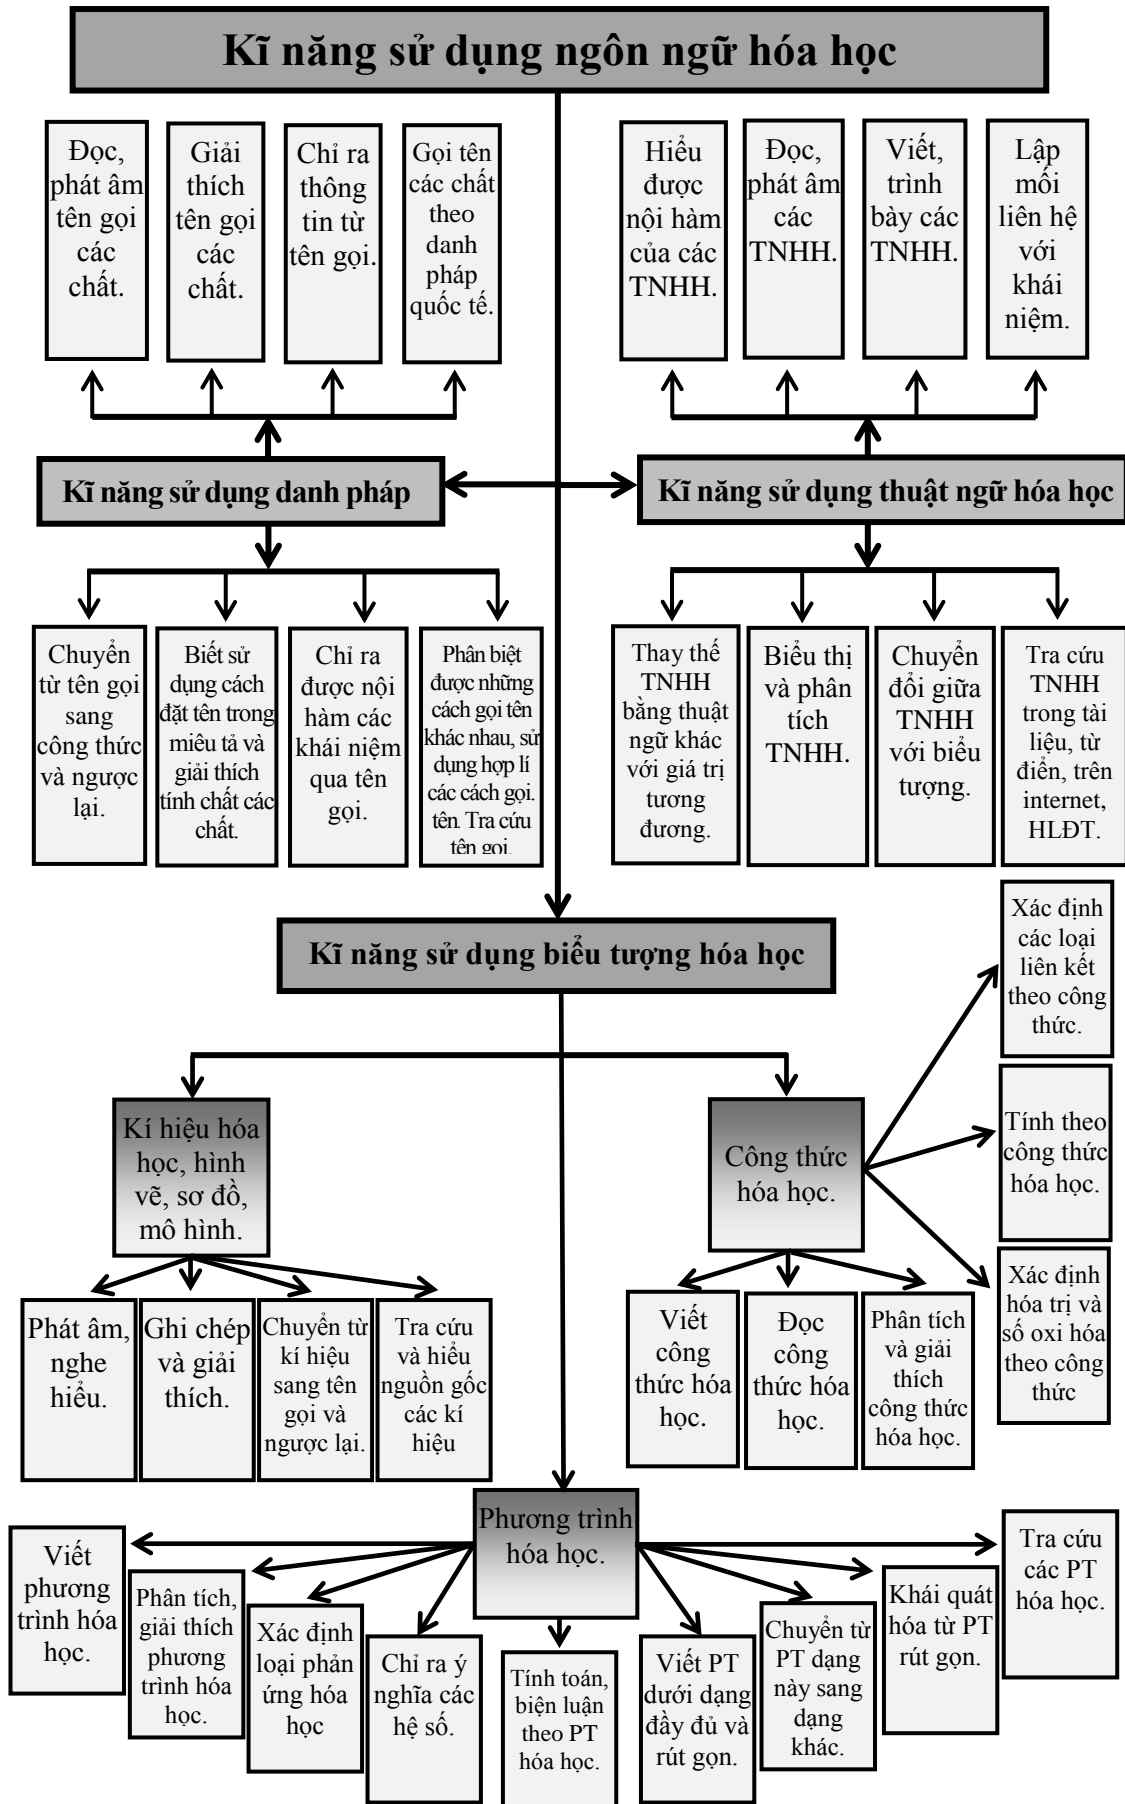 Kĩ năng sử dụng ngôn ngữ hóa học
Đọc,
phát âm
tên gọi
các
chất.
Giải
thích
tên gọi
các
chất.
Chỉ ra
thông
tin từ
tên gọi.
Gọi tên
các chất
theo
danh
pháp
quốc tế.
Hiểu
được
nội hàm
của các
TNHH.
Đọc,
phát âm
các
TNHH.
Viết,
trình
bày các
TNHH.
Lập
mối
liên hệ
với
khái
niệm.
Kĩ năng sử dụng danh pháp
Kĩ năng sử dụng thuật ngữ hóa học
Chuyển
từ tên gọi
sang
công thức
và ngược
lại.
Biết sử
dụng cách
đặt tên trong
miêu tả và
giải thích
tính chất các
chất.
Chỉ ra
được nội
hàm các
khái niệm
qua tên
gọi.
Phân biệt
được những
cách gọi tên
khác nhau, sử
dụng hợp lí
các cách gọi.
tên. Tra cứu
tên gọi.
Thay thế
TNHH
bằng thuật
ngữ khác
với giá trị
tương
đương.
Biểu thị
và phân
tích
TNHH.
Chuyển
đổi giữa
TNHH
với biểu
tượng.
Tra cứu
TNHH
trong tài
liệu, từ
điển, trên
internet,
HLĐT.
Kĩ năng sử dụng biểu tượng hóa học
Kí hiệu hóa
học, hình
vẽ, sơ đồ,
mô hình.
Công thức
hóa học.
Xác định
các loại
liên kết
theo công
thức.
Tính theo
công thức
hóa học.
Xác định
hóa trị và
số oxi hóa
theo công
thức
Phát âm,
nghe
hiểu.
Ghi chép
và giải
thích.
Chuyển từ
kí hiệu
sang tên
gọi và
ngược lại.
Tra cứu
và hiểu
nguồn gốc
các kí
hiệu
Viết
công
thức hóa
học.
Đọc
công
thức hóa
học.
Phân tích
và giải
thích
công thức
hóa học.
Phương trình
hóa học.
Viết
phương
trình hóa
học.
Phân tích,
giải thích
phương
trình hóa
học.
Xác định
loại phản
ứng hóa
học
Chỉ ra ý
nghĩa các
hệ số.
Tính toán,
biện luận
theo PT
hóa học.
Viết PT
dưới dạng
đầy đủ và
rút gọn.
Chuyển từ
PT dạng
này sang
dạng
khác.
Khái quát
hóa từ PT
rút gọn.
Tra cứu
các PT
hóa học.